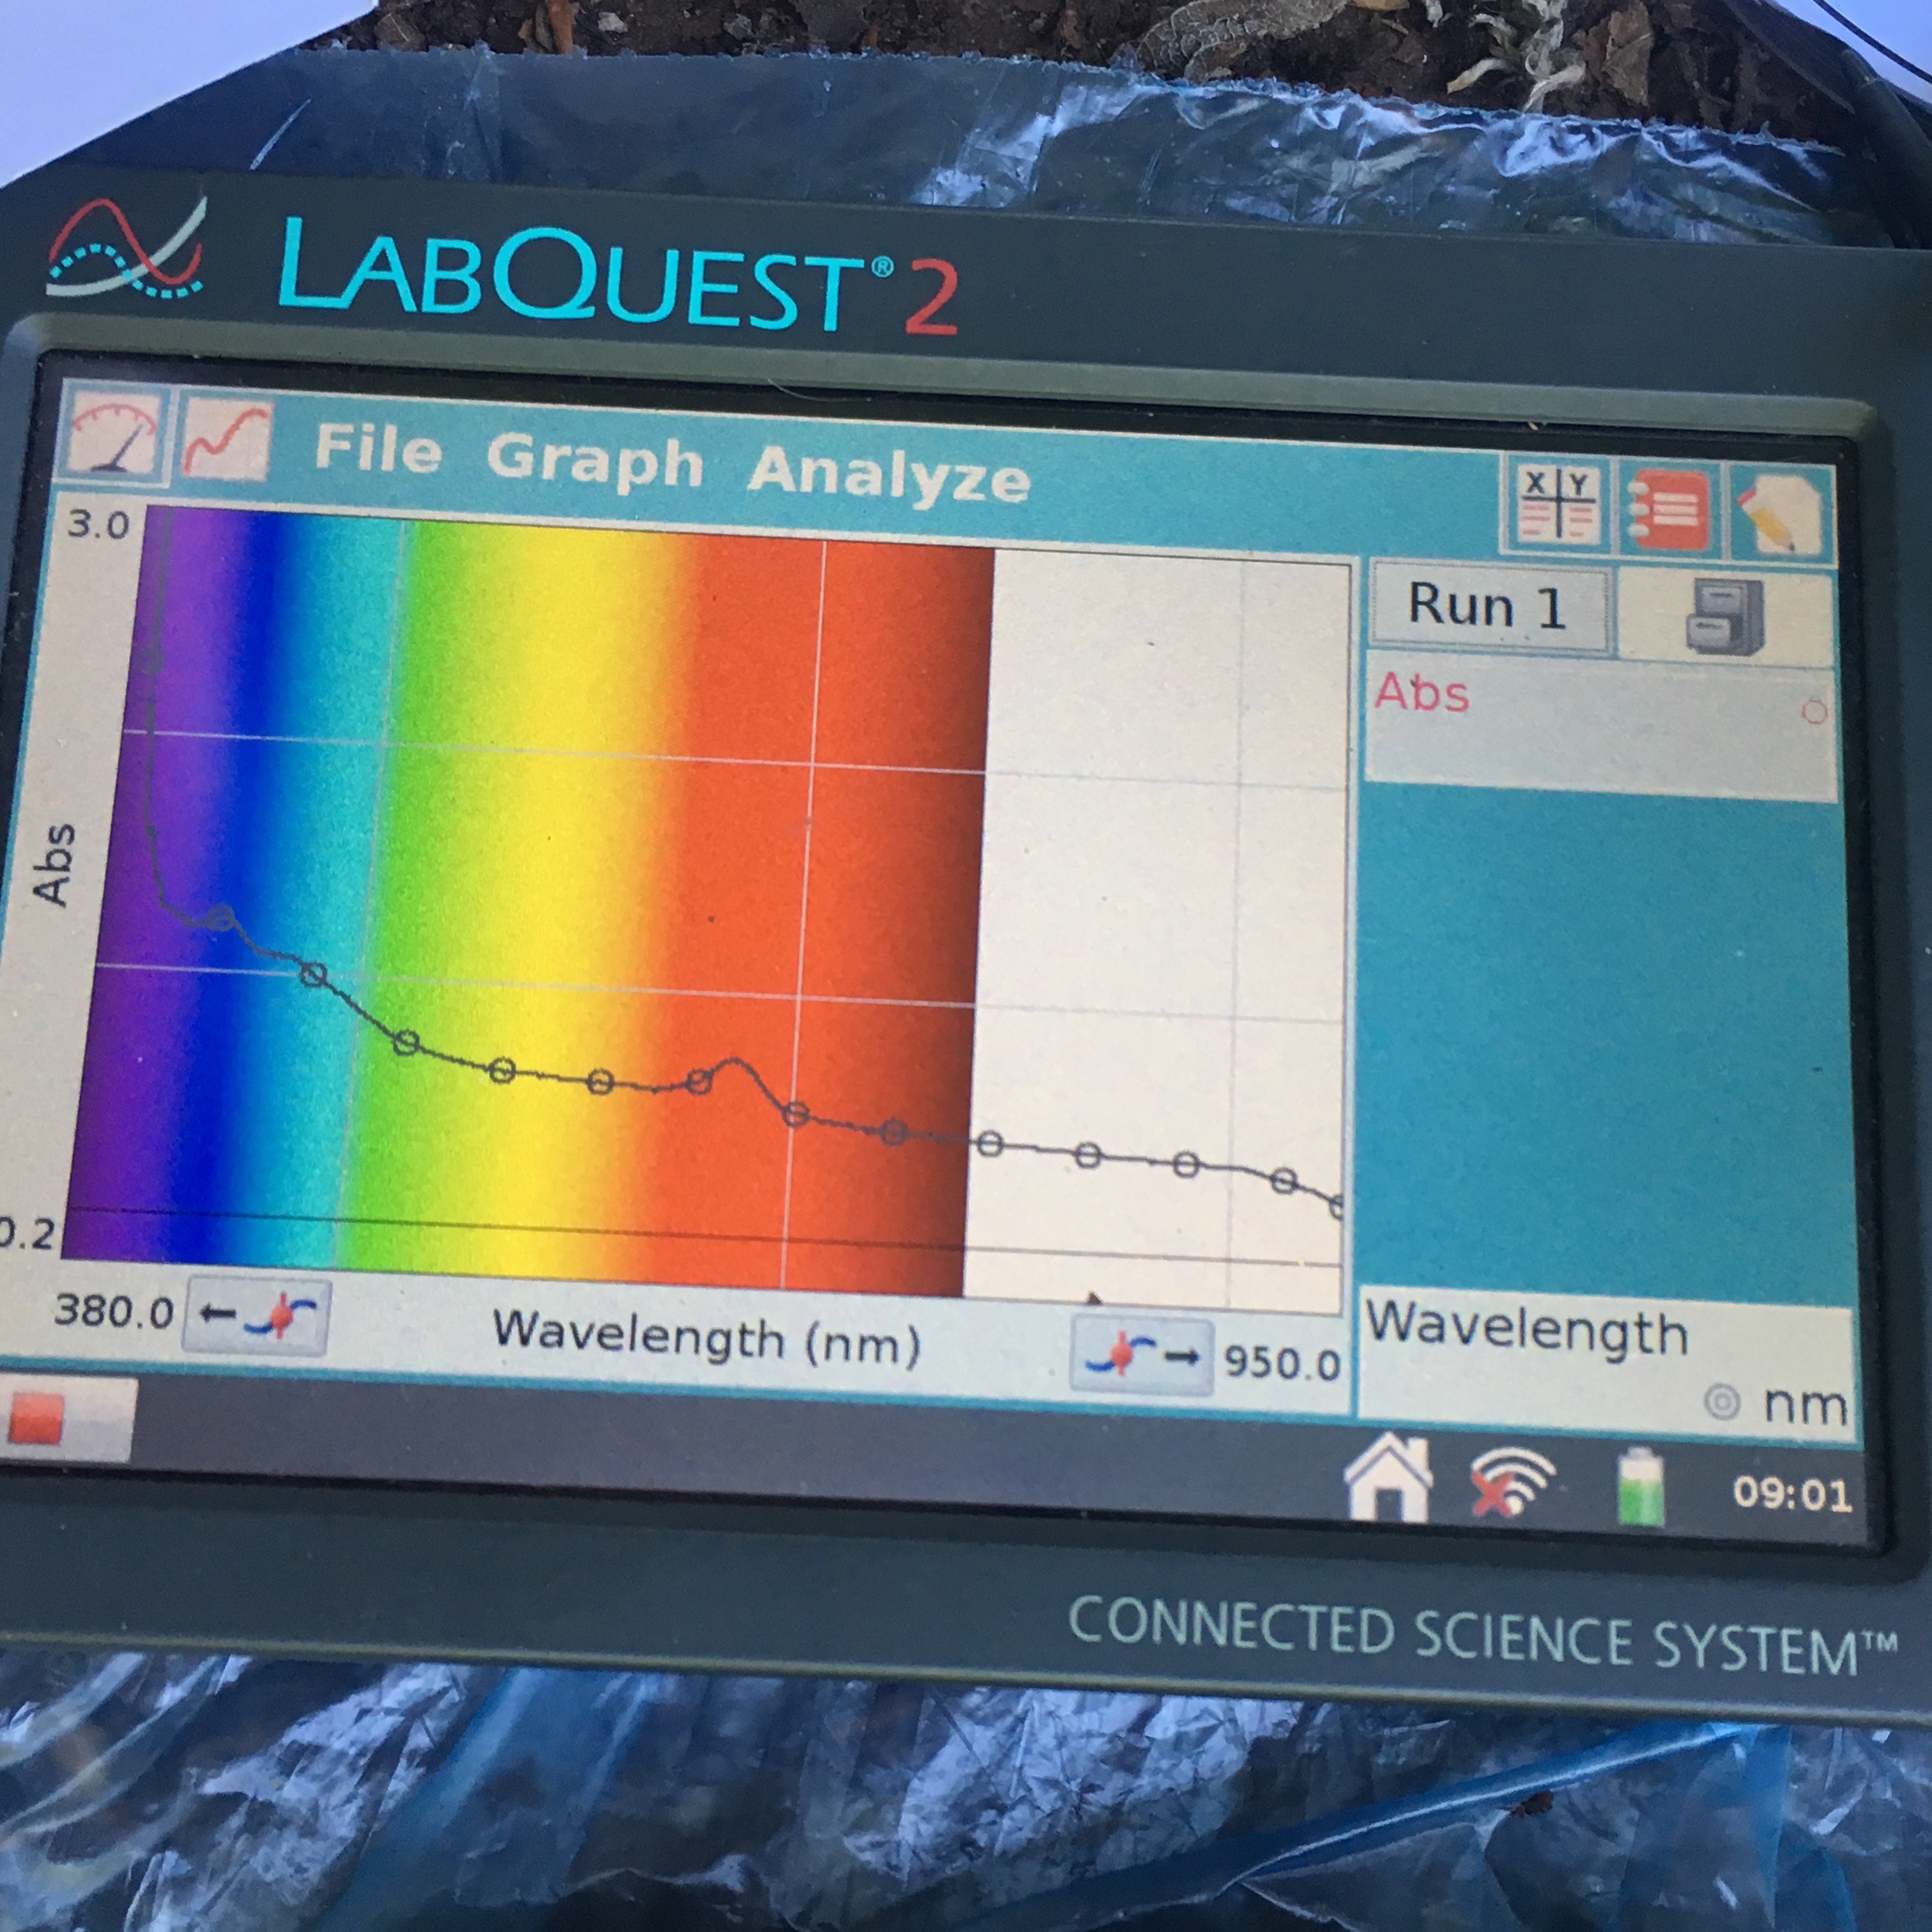 LABQUEST® 2
File Graph Analyze
X Y
3.0
Run 1
Abs
Abs
0.2
380.0
Wavelength (nm)
950.0
Wavelength
nm
09:01
CONNECTED SCIENCE SYSTEM™